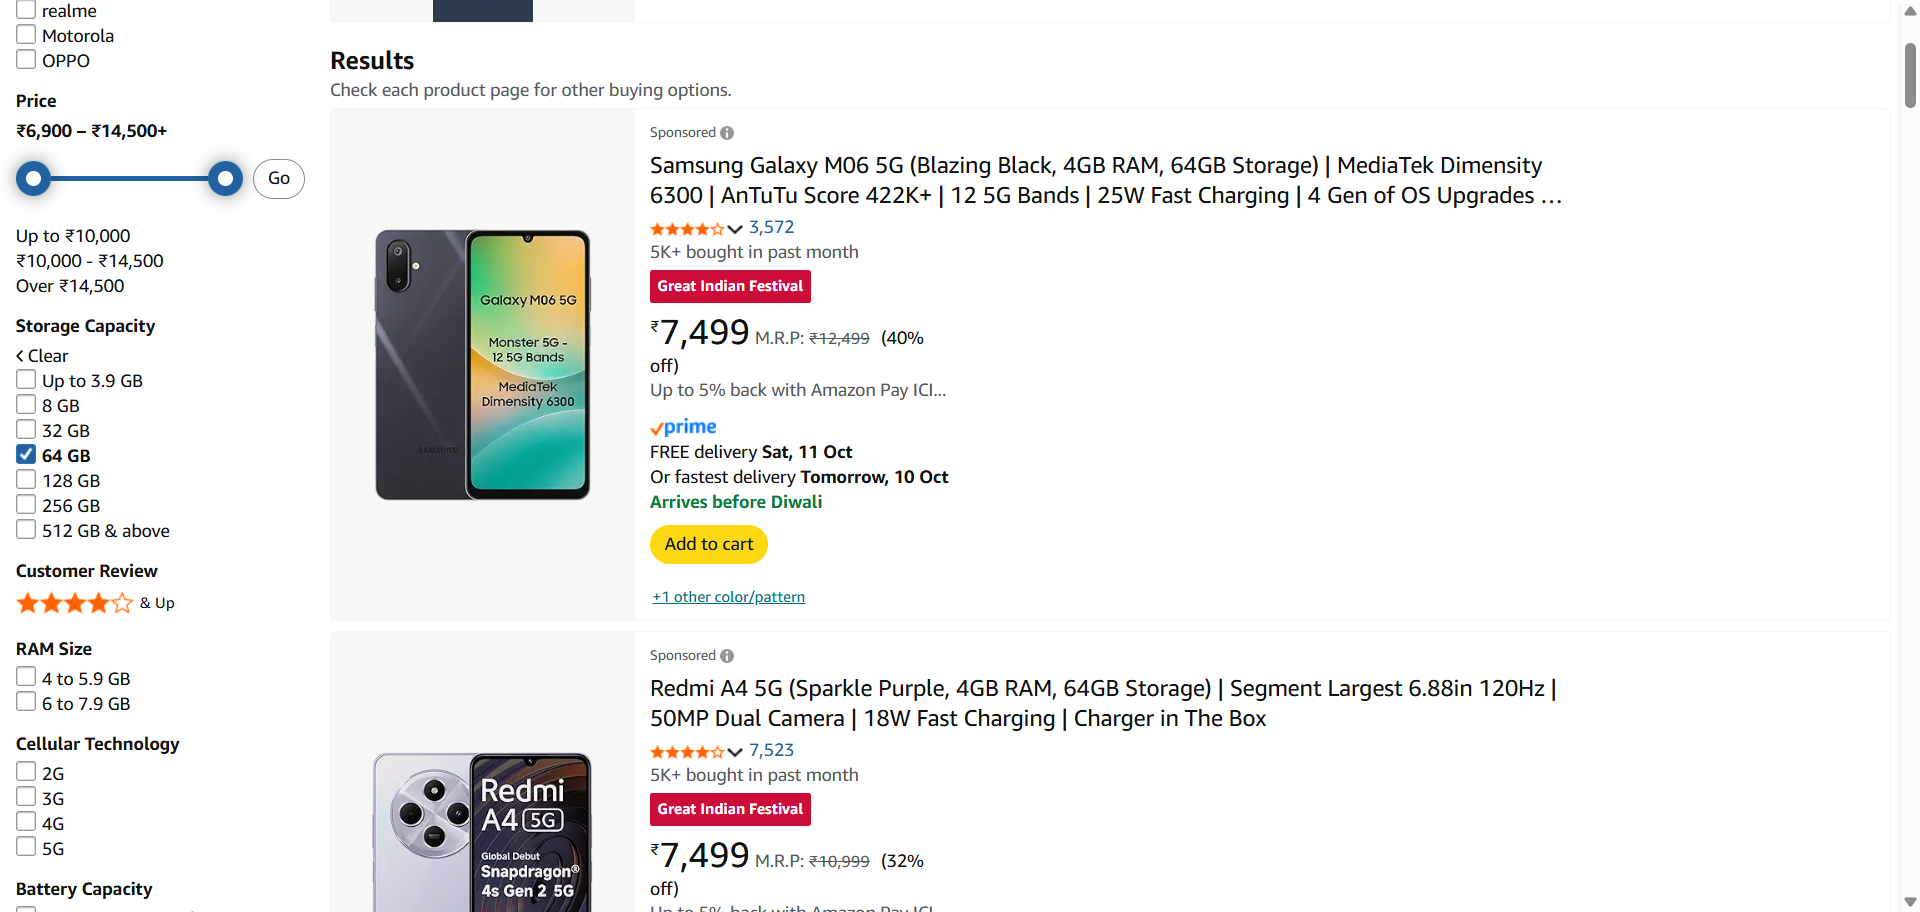 realme
Motorola
OPPO
Price
₹6,900 – ₹14,500+
Go
Up to ₹10,000
₹10,000 - ₹14,500
Over ₹14,500
Storage Capacity
Clear
Up to 3.9 GB
8 GB
32 GB
64 GB
128 GB
256 GB
512 GB & above
Customer Review
& Up
RAM Size
4 to 5.9 GB
6 to 7.9 GB
Cellular Technology
2G
3G
4G
5G
Battery Capacity
Results
Check each product page for other buying options.
Galaxy M06 5G
Monster 5G -
12 5G Bands
MediaTek
Dimensity 6300
SAMSUNG
Sponsored
Samsung Galaxy M06 5G (Blazing Black, 4GB RAM, 64GB Storage) | MediaTek Dimensity
6300 | AnTuTu Score 422K+ | 12 5G Bands | 25W Fast Charging | 4 Gen of OS Upgrades …
3,572
5K+ bought in past month
Great Indian Festival
₹7,499 M.R.P: ₹12,499 (40%
off)
Up to 5% back with Amazon Pay ICI...
prime
FREE delivery Sat, 11 Oct
Or fastest delivery Tomorrow, 10 Oct
Arrives before Diwali
Add to cart
+1 other color/pattern
Redmi
A4 5G
Global Debut
Snapdragon®
4s Gen 2 5G
Sponsored
Redmi A4 5G (Sparkle Purple, 4GB RAM, 64GB Storage) | Segment Largest 6.88in 120Hz |
50MP Dual Camera | 18W Fast Charging | Charger in The Box
7,523
5K+ bought in past month
Great Indian Festival
₹7,499 M.R.P: ₹10,999 (32%
off)
Up to 5% back with Amazon Pay ICI...